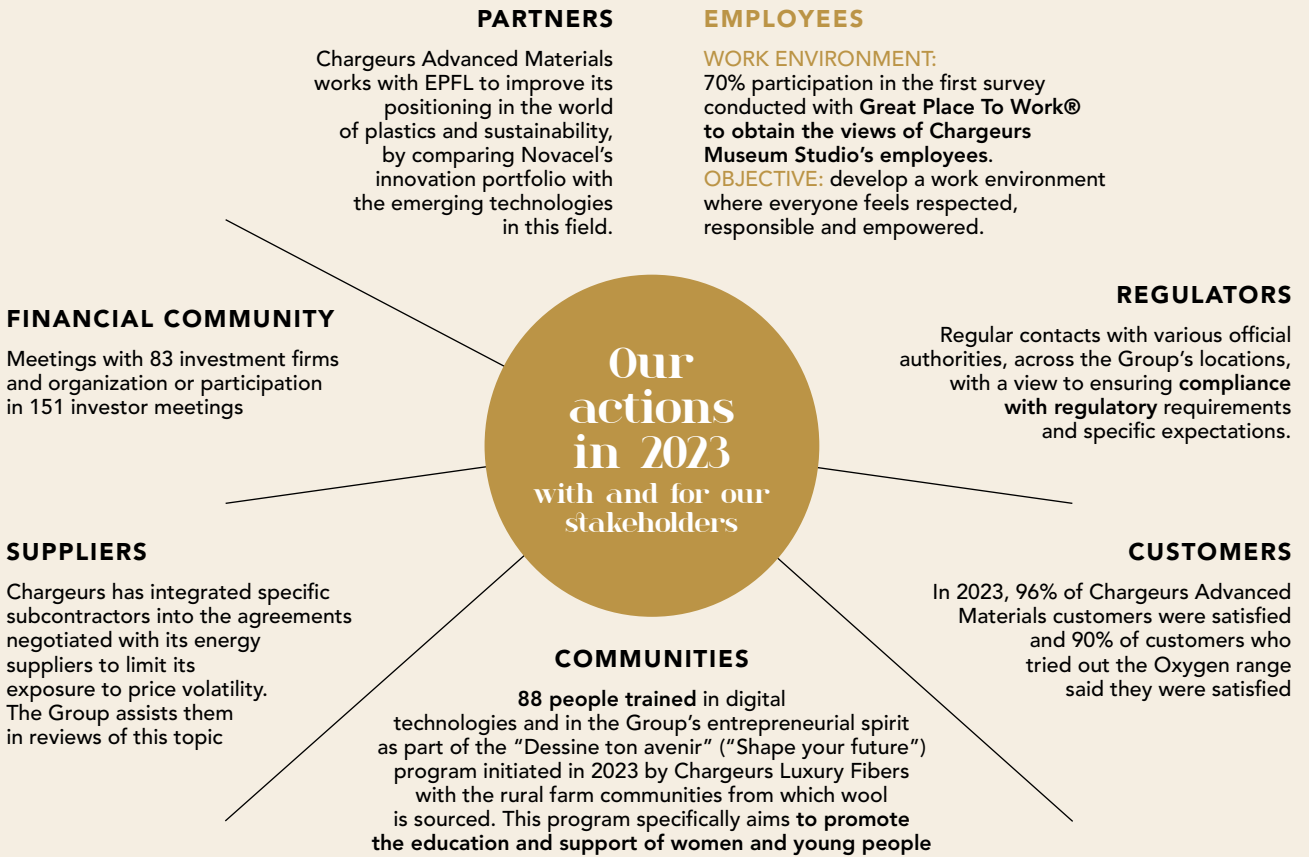 PARTNERS
Chargeurs Advanced Materials
works with EPFL to improve its
positioning in the world
of plastics and sustainability,
by comparing Novacel's
innovation portfolio with
the emerging technologies
in this field.
EMPLOYEES
WORK ENVIRONMENT:
70% participation in the first survey
conducted with Great Place To Work®
to obtain the views of Chargeurs
Museum Studio's employees.
OBJECTIVE: develop a work environment
where everyone feels respected,
responsible and empowered.
FINANCIAL COMMUNITY
Meetings with 83 investment firms
and organization or participation
in 151 investor meetings
Our
actions
in 2023
with and for our
stakeholders
REGULATORS
Regular contacts with various official
authorities, across the Group's locations,
with a view to ensuring compliance
with regulatory requirements
and specific expectations.
SUPPLIERS
Chargeurs has integrated specific
subcontractors into the agreements
negotiated with its energy
suppliers to limit its
exposure to price volatility.
The Group assists them
in reviews of this topic
CUSTOMERS
In 2023, 96% of Chargeurs Advanced
Materials customers were satisfied
and 90% of customers who
tried out the Oxygen range
said they were satisfied
COMMUNITIES
88 people trained in digital
technologies and in the Group's entrepreneurial spirit
as part of the “Dessine ton avenir” (“Shape your future”)
program initiated in 2023 by Chargeurs Luxury Fibers
with the rural farm communities from which wool
is sourced. This program specifically aims to promote
the education and support of women and young people